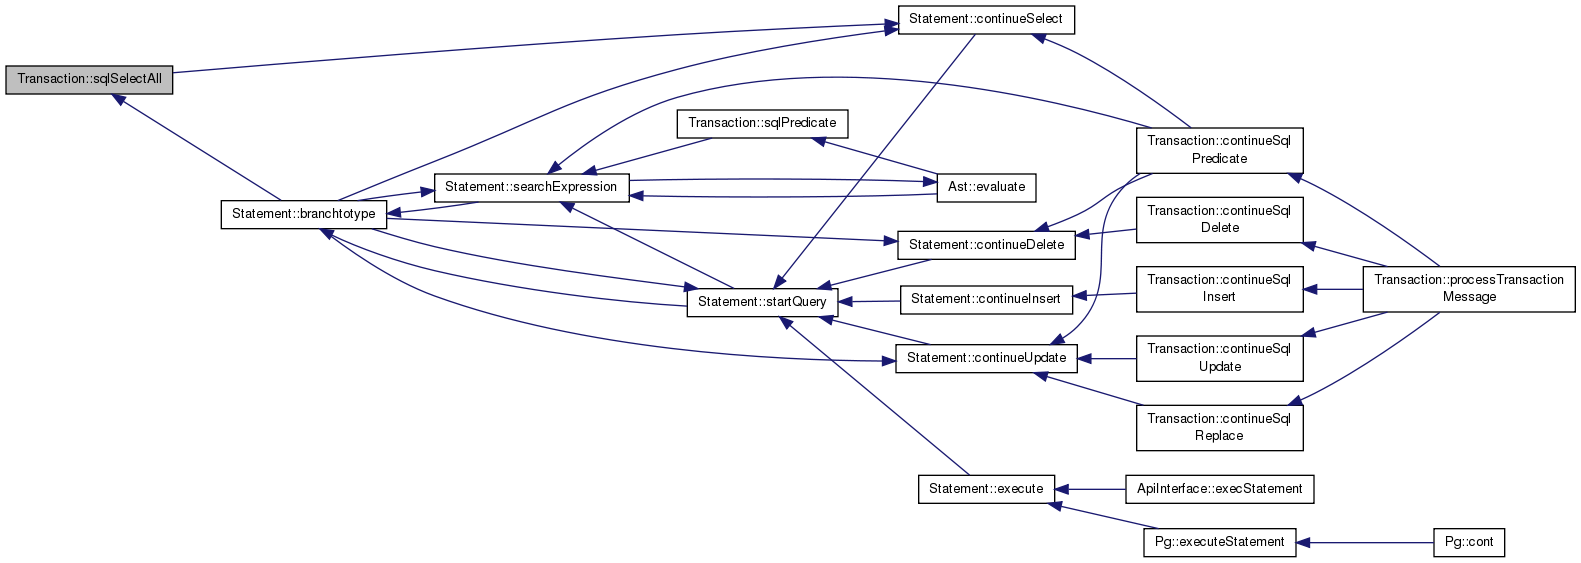 Statement::continueSelect
Transaction::sqlSelectAll
Transaction::sqlPredicate
Transaction::continueSql
Predicate
Statement::searchExpression
Ast::evaluate
Statement::branchtotype
Transaction::continueSql
Delete
Statement::continueDelete
Transaction::processTransaction
Message
Statement::startQuery
Statement::continueInsert
Transaction::continueSql
Insert
Statement::continueUpdate
Transaction::continueSql
Update
Transaction::continueSql
Replace
Statement::execute
ApiInterface::execStatement
Pg::executeStatement
Pg::cont